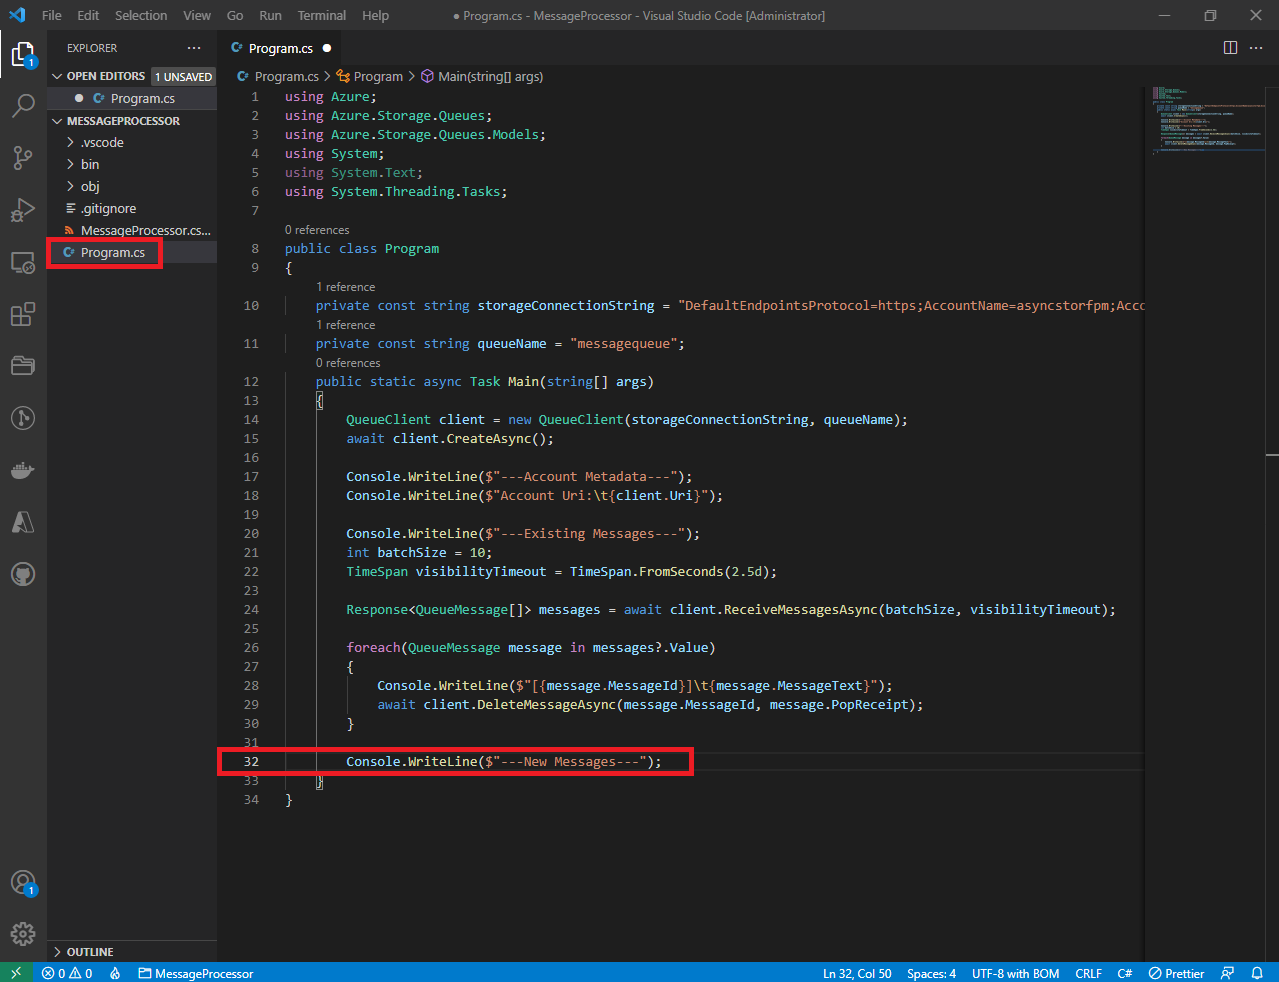 File Edit Selection View Go Run Terminal Help
● Program.cs - MessageProcessor - Visual Studio Code [Administrator]
EXPLORER
OPEN EDITORS 1 UNSAVED
Program.cs
MESSAGEPROCESSOR
.vscode
bin
obj
.gitignore
MessageProcessor.cs...
Program.cs
OUTLINE
1
1
Program.cs
Program.cs > Program > Main(string[] args)
1 using Azure;
2 using Azure.Storage.Queues;
3 using Azure.Storage.Queues.Models;
4 using System;
5 using System.Text;
6 using System.Threading.Tasks;
7
0 references
8 public class Program
9 {
1 reference
10 private const string storageConnectionString = "DefaultEndpointsProtocol=https;AccountName=asyncstorfpm;Acc
1 reference
11 private const string queueName = "messagequeue";
0 references
12 public static async Task Main(string[] args)
13 {
14 QueueClient client = new QueueClient(storageConnectionString, queueName);
15 await client.CreateAsync();
16
17 Console.WriteLine($"---Account Metadata---");
18 Console.WriteLine($"Account Uri:\t{client.Uri}");
19
20 Console.WriteLine($"---Existing Messages---");
21 int batchSize = 10;
22 TimeSpan visibilityTimeout = TimeSpan.FromSeconds(2.5d);
23
24 Response<QueueMessage[]> messages = await client.ReceiveMessagesAsync(batchSize, visibilityTimeout);
25
26 foreach(QueueMessage message in messages?.Value)
27 {
28 Console.WriteLine($"[{message.MessageId}]\t{message.MessageText}");
29 await client.DeleteMessageAsync(message.MessageId, message.PopReceipt);
30 }
31
32 Console.WriteLine($"---New Messages---");
33 }
34 }
0 0 MessageProcessor
Ln 32, Col 50 Spaces: 4 UTF-8 with BOM CRLF C# Prettier